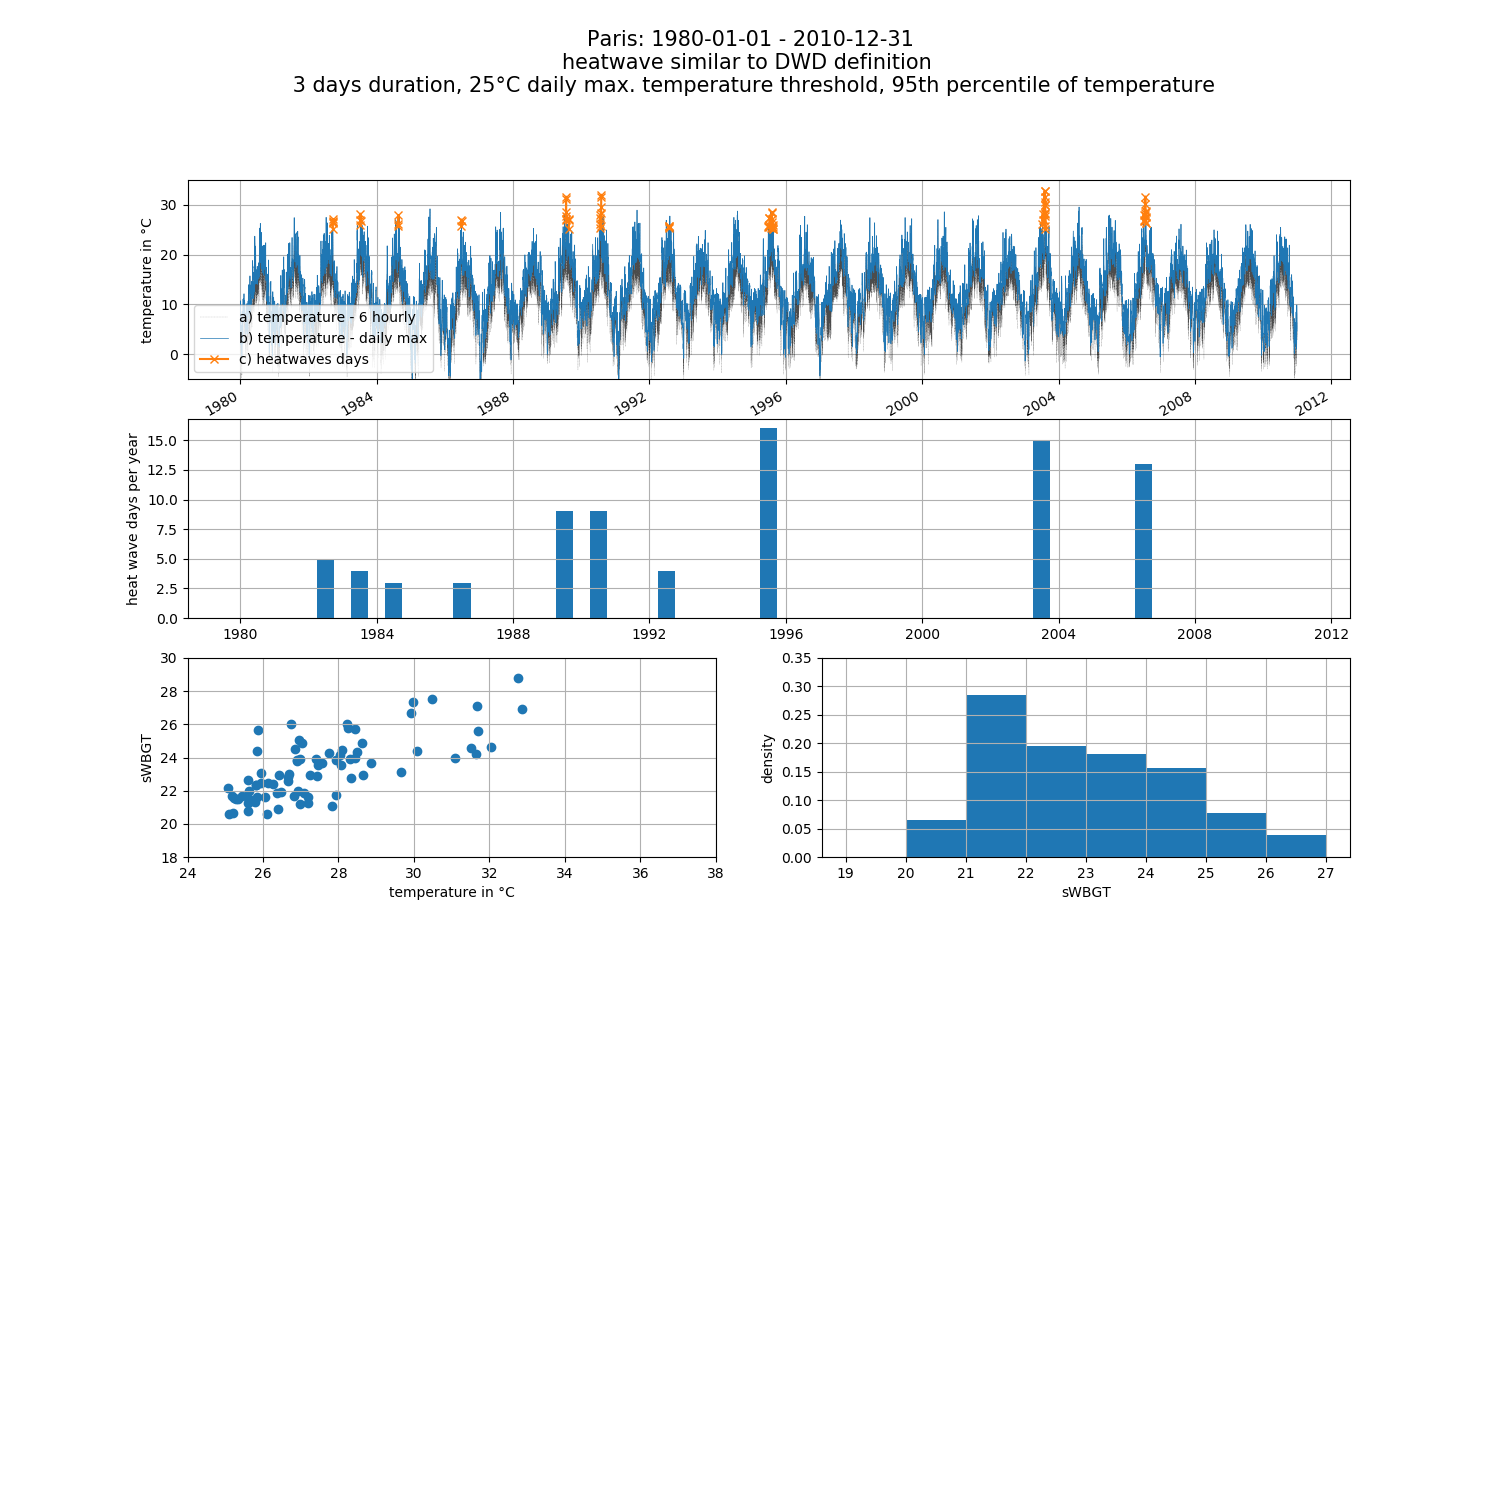 Paris: 1980-01-01 - 2010-12-31
heatwave similar to DWD definition
3 days duration, 25°C daily max. temperature threshold, 95th percentile of temperature
temperature in °C
30
20
10
0
a) temperature - 6 hourly
b) temperature - daily max
c) heatwaves days
1980 1984 1988 1992 1996 2000 2004 2008 2012
heat wave days per year
15.0
12.5
10.0
7.5
5.0
2.5
0.0
1980 1984 1988 1992 1996 2000 2004 2008 2012
sWBGT
30
28
26
24
22
20
18
24 26 28 30 32 34 36 38
temperature in °C
density
0.35
0.30
0.25
0.20
0.15
0.10
0.05
0.00
19 20 21 22 23 24 25 26 27
sWBGT